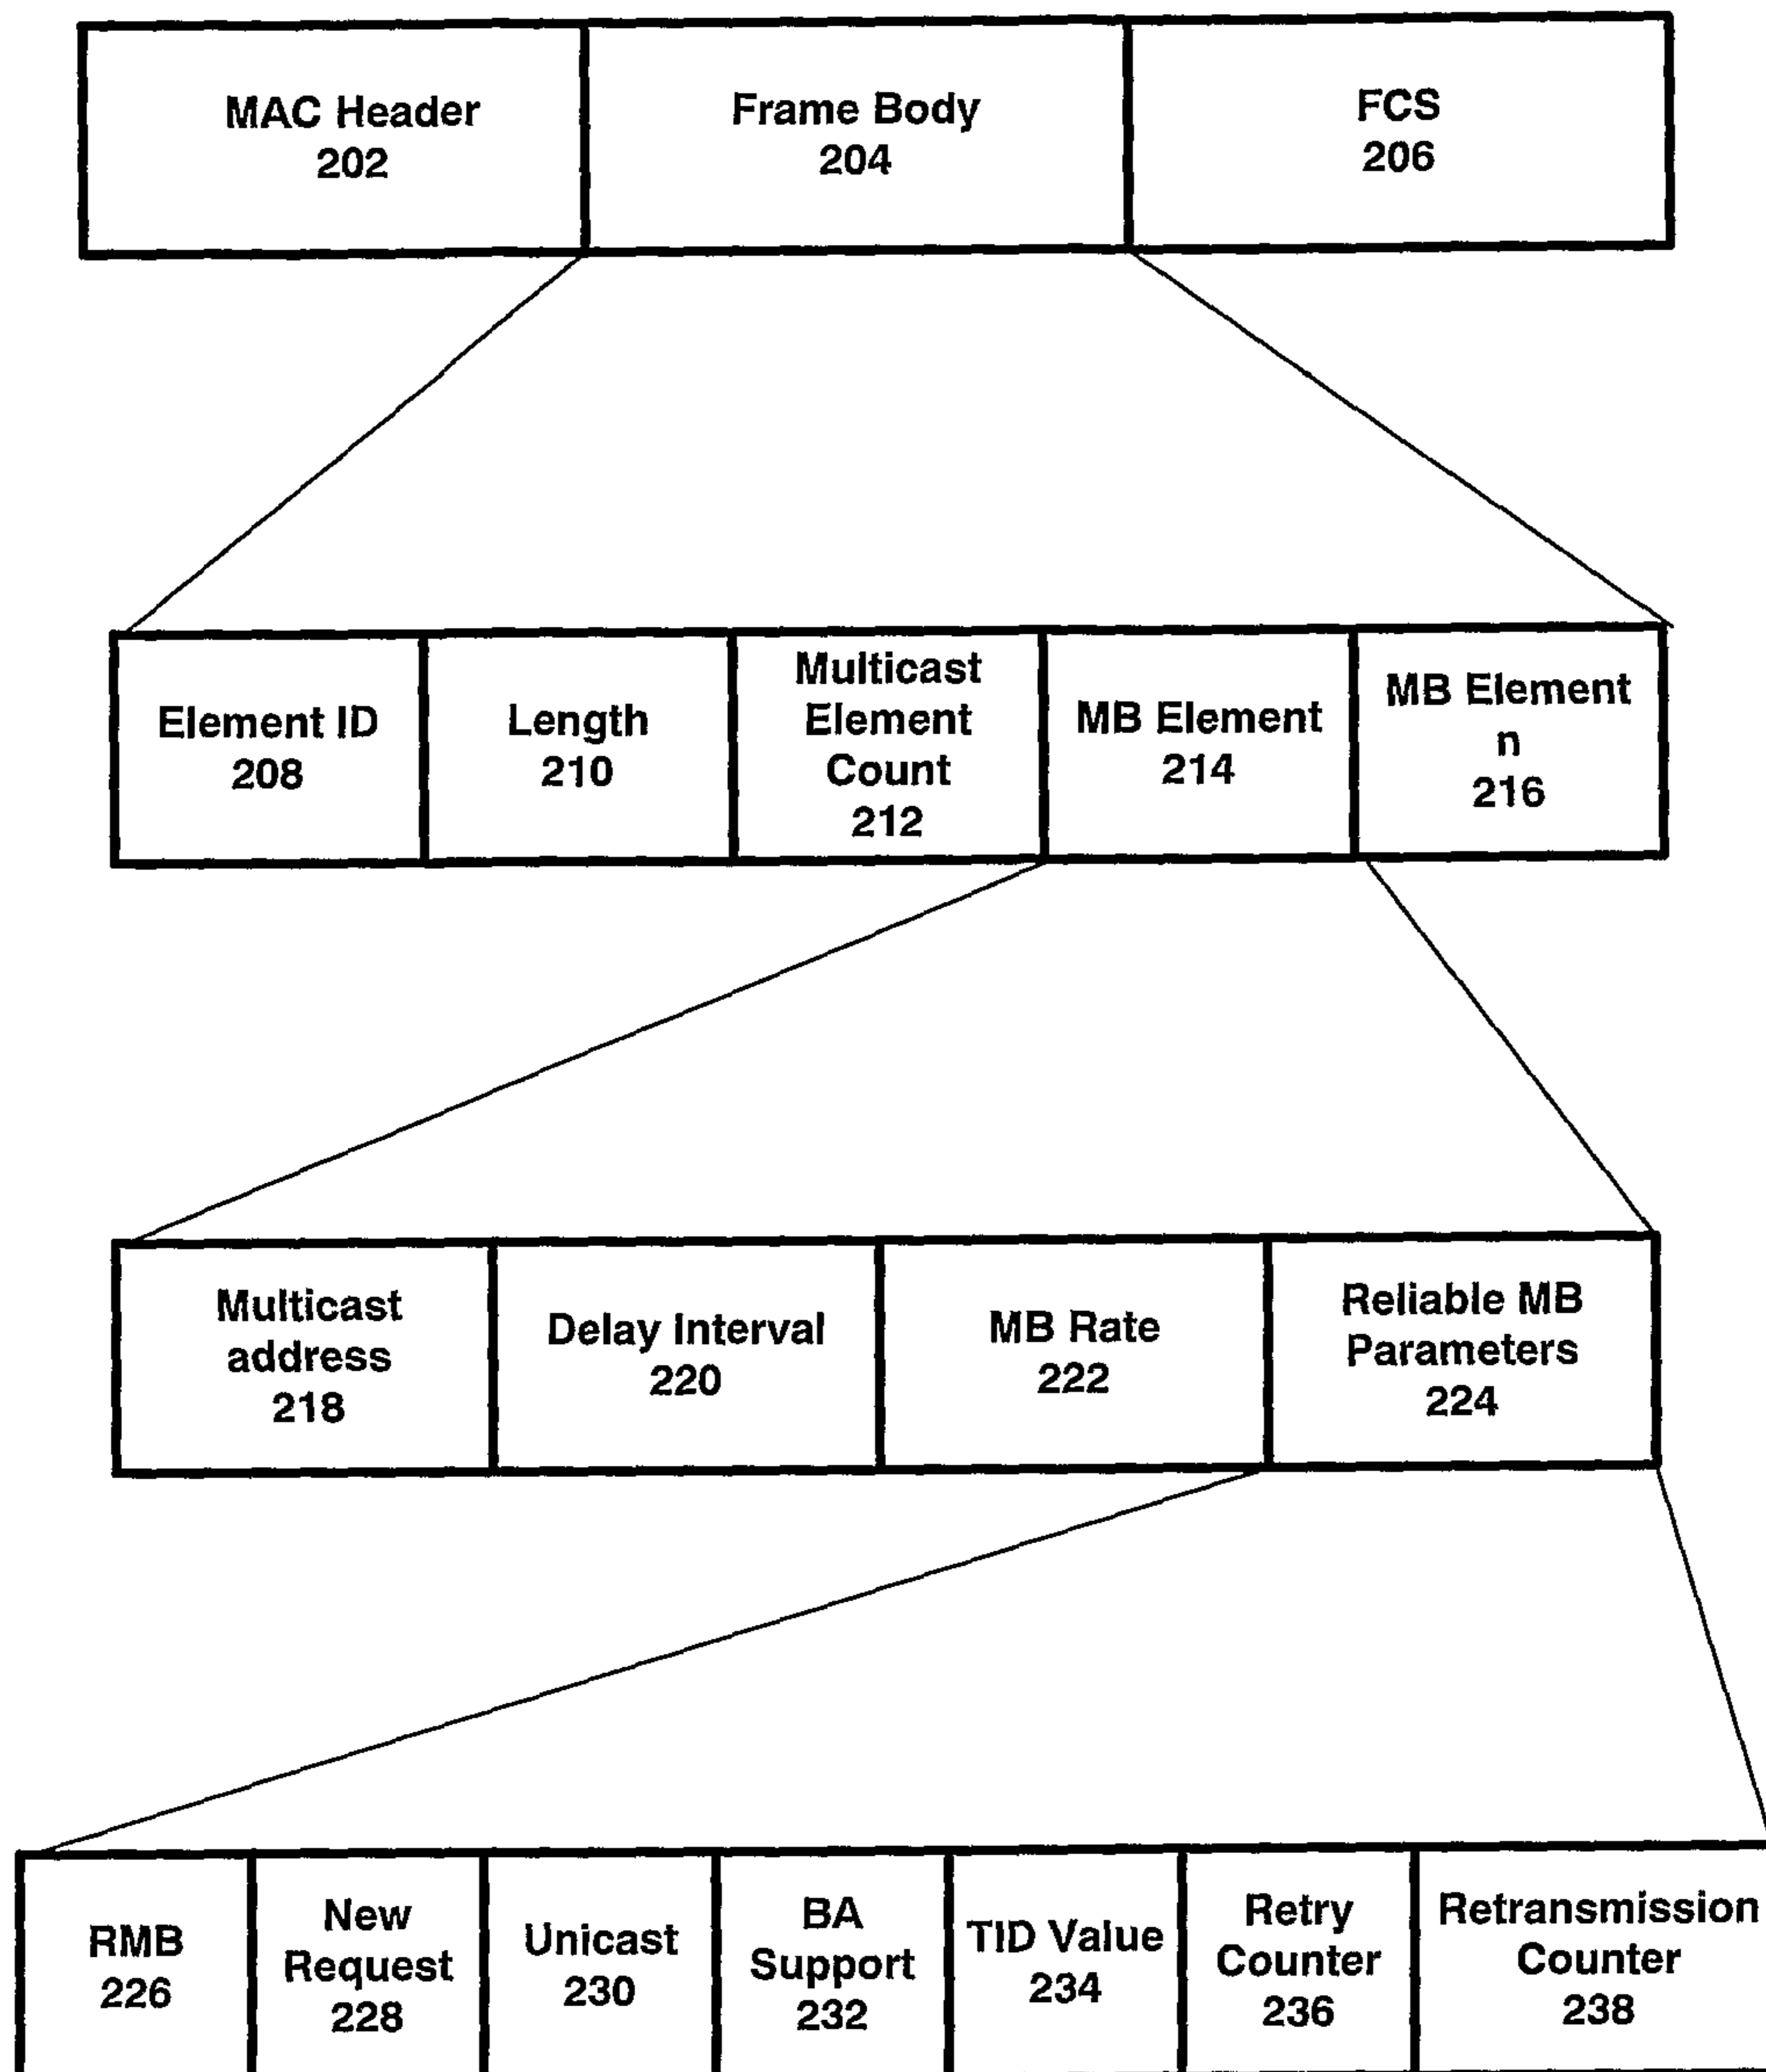 MAC Header
202
Frame Body
204
FCS
206
Element ID
208
Length
210
Multicast
Element
Count
212
MB Element
214
MB Element
n
216
Multicast
address
218
Delay Interval
220
MB Rate
222
Reliable MB
Parameters
224
RMB
226
New
Request
228
Unicast
230
BA
Support
232
TID Value
234
Retry
Counter
236
Retransmission
Counter
238